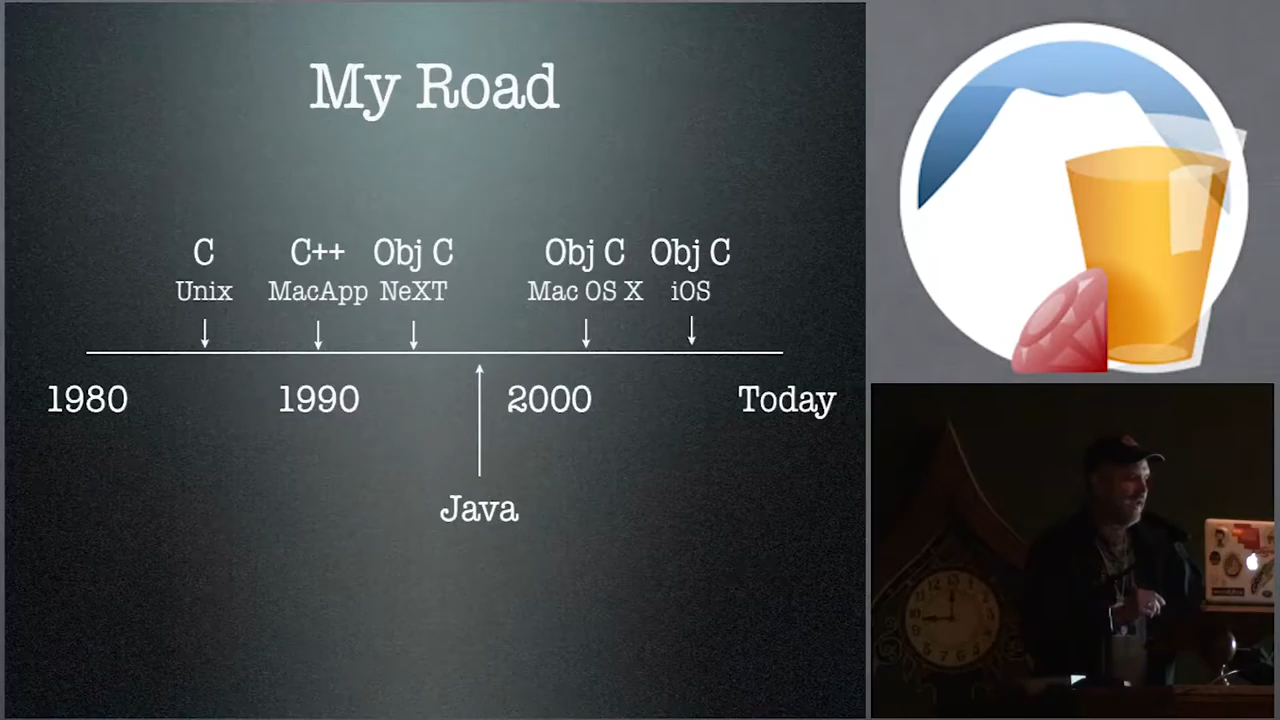 My Road
C C++ Obj C Obj C Obj C
Unix MacApp NeXT Mac OS X iOS
1980 1990 2000 Today
Java